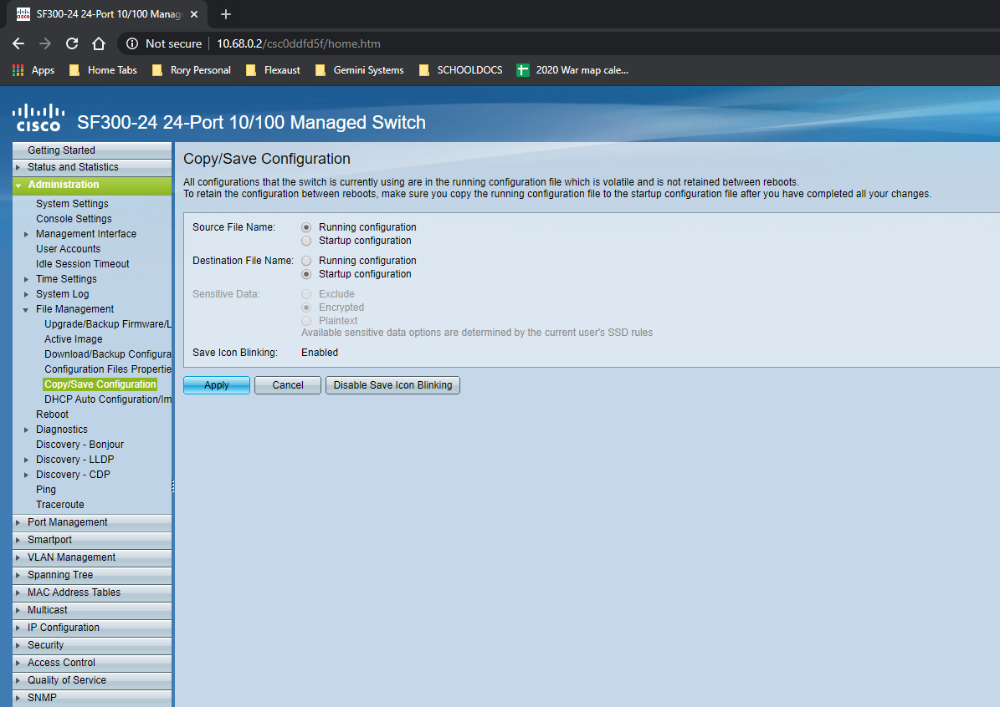 SF300-24 24-Port 10/100 Manag
Not secure | 10.68.0.2/csc0ddfd5f/home.htm
Apps Home Tabs Rory Personal Flexaust Gemini Systems SCHOOLDOCS 2020 War map cale...
cisco SF300-24 24-Port 10/100 Managed Switch
Getting Started
Status and Statistics
Administration
System Settings
Console Settings
Management Interface
User Accounts
Idle Session Timeout
Time Settings
System Log
File Management
Upgrade/Backup Firmware/L
Active Image
Download/Backup Configura
Configuration Files Propertie
Copy/Save Configuration
DHCP Auto Configuration/Im
Reboot
Diagnostics
Discovery - Bonjour
Discovery - LLDP
Discovery - CDP
Ping
Traceroute
Port Management
Smartport
VLAN Management
Spanning Tree
MAC Address Tables
Multicast
IP Configuration
Security
Access Control
Quality of Service
SNMP
Copy/Save Configuration
All configurations that the switch is currently using are in the running configuration file which is volatile and is not retained between reboots.
To retain the configuration between reboots, make sure you copy the running configuration file to the startup configuration file after you have completed all your changes.
Source File Name: Running configuration
Startup configuration
Destination File Name: Running configuration
Startup configuration
Sensitive Data: Exclude
Encrypted
Plaintext
Available sensitive data options are determined by the current user's SSD rules
Save Icon Blinking: Enabled
Apply Cancel Disable Save Icon Blinking